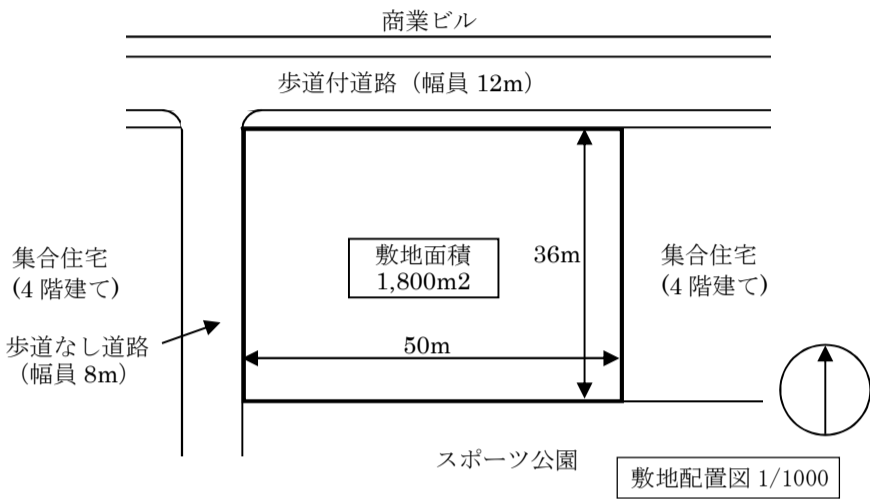 商業ビル
歩道付道路（幅員 12m）
集合住宅
(4 階建て)
敷地面積
1,800m2
36m
集合住宅
(4 階建て)
歩道なし道路
（幅員 8m）
50m
スポーツ公園
敷地配置図 1/1000